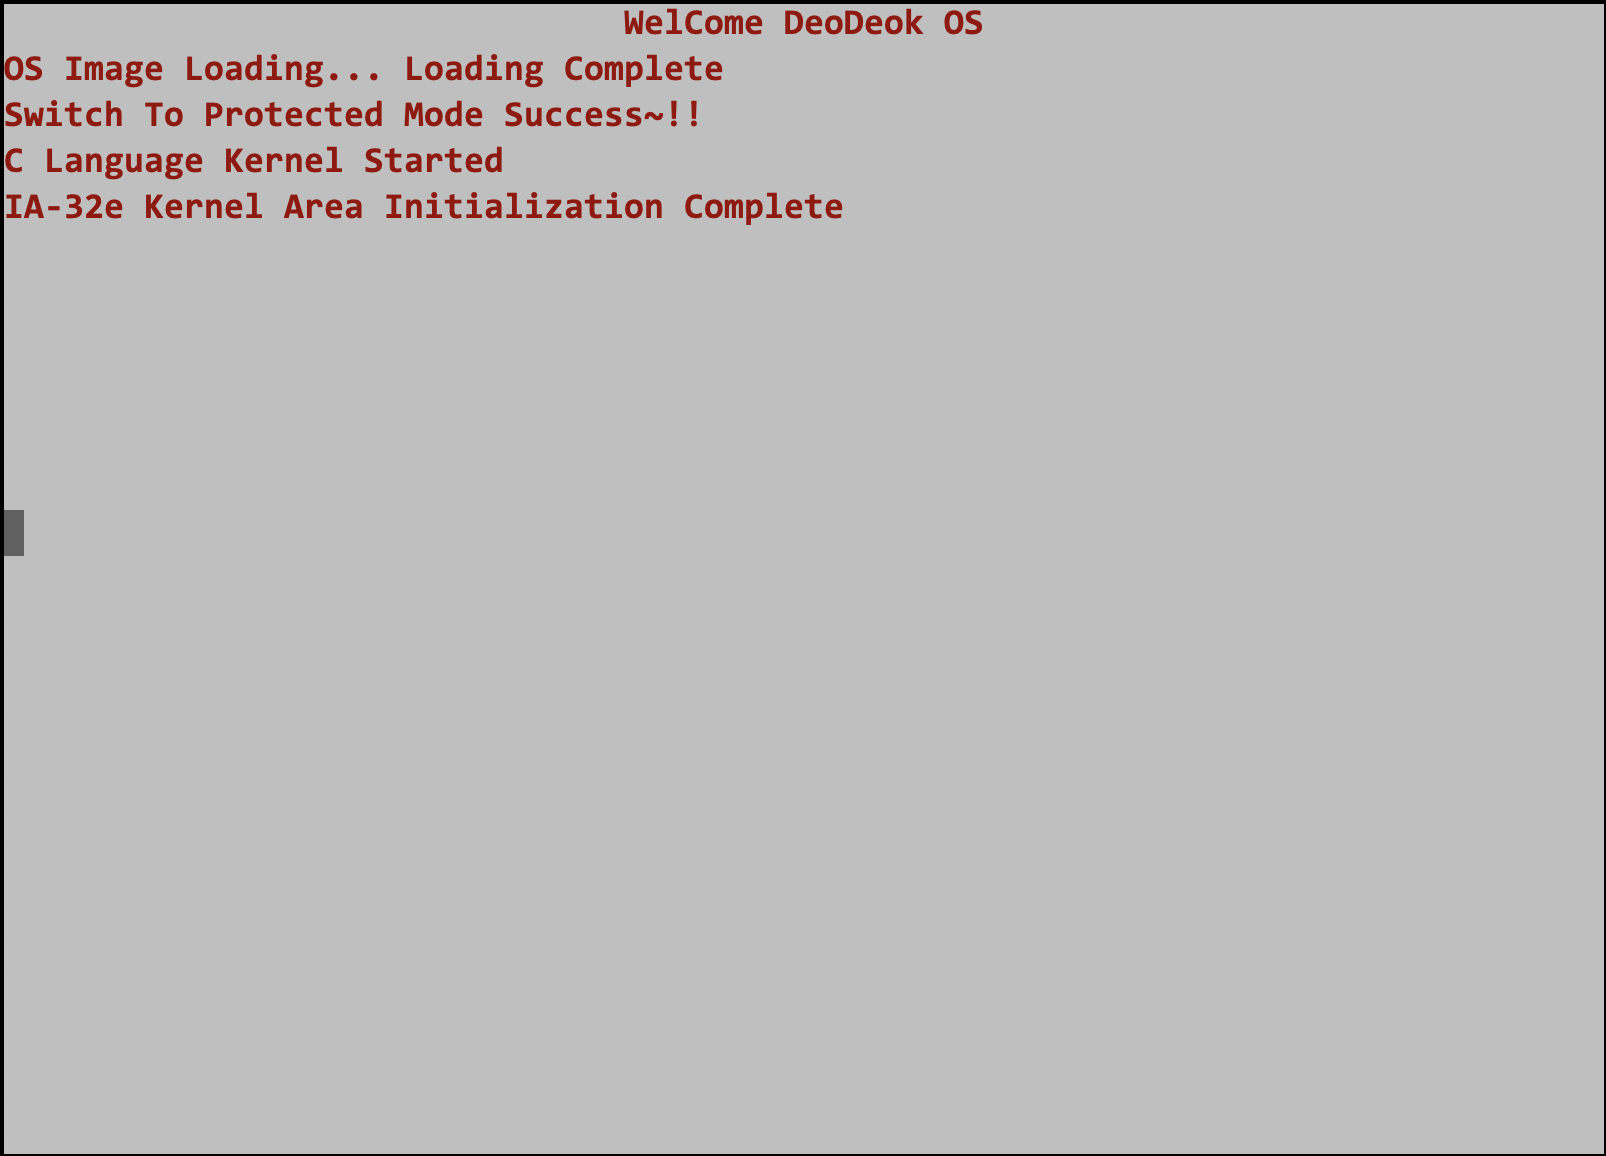 WelCome DeoDeok OS
OS Image Loading... Loading Complete
Switch To Protected Mode Success~!!
C Language Kernel Started
IA-32e Kernel Area Initialization Complete